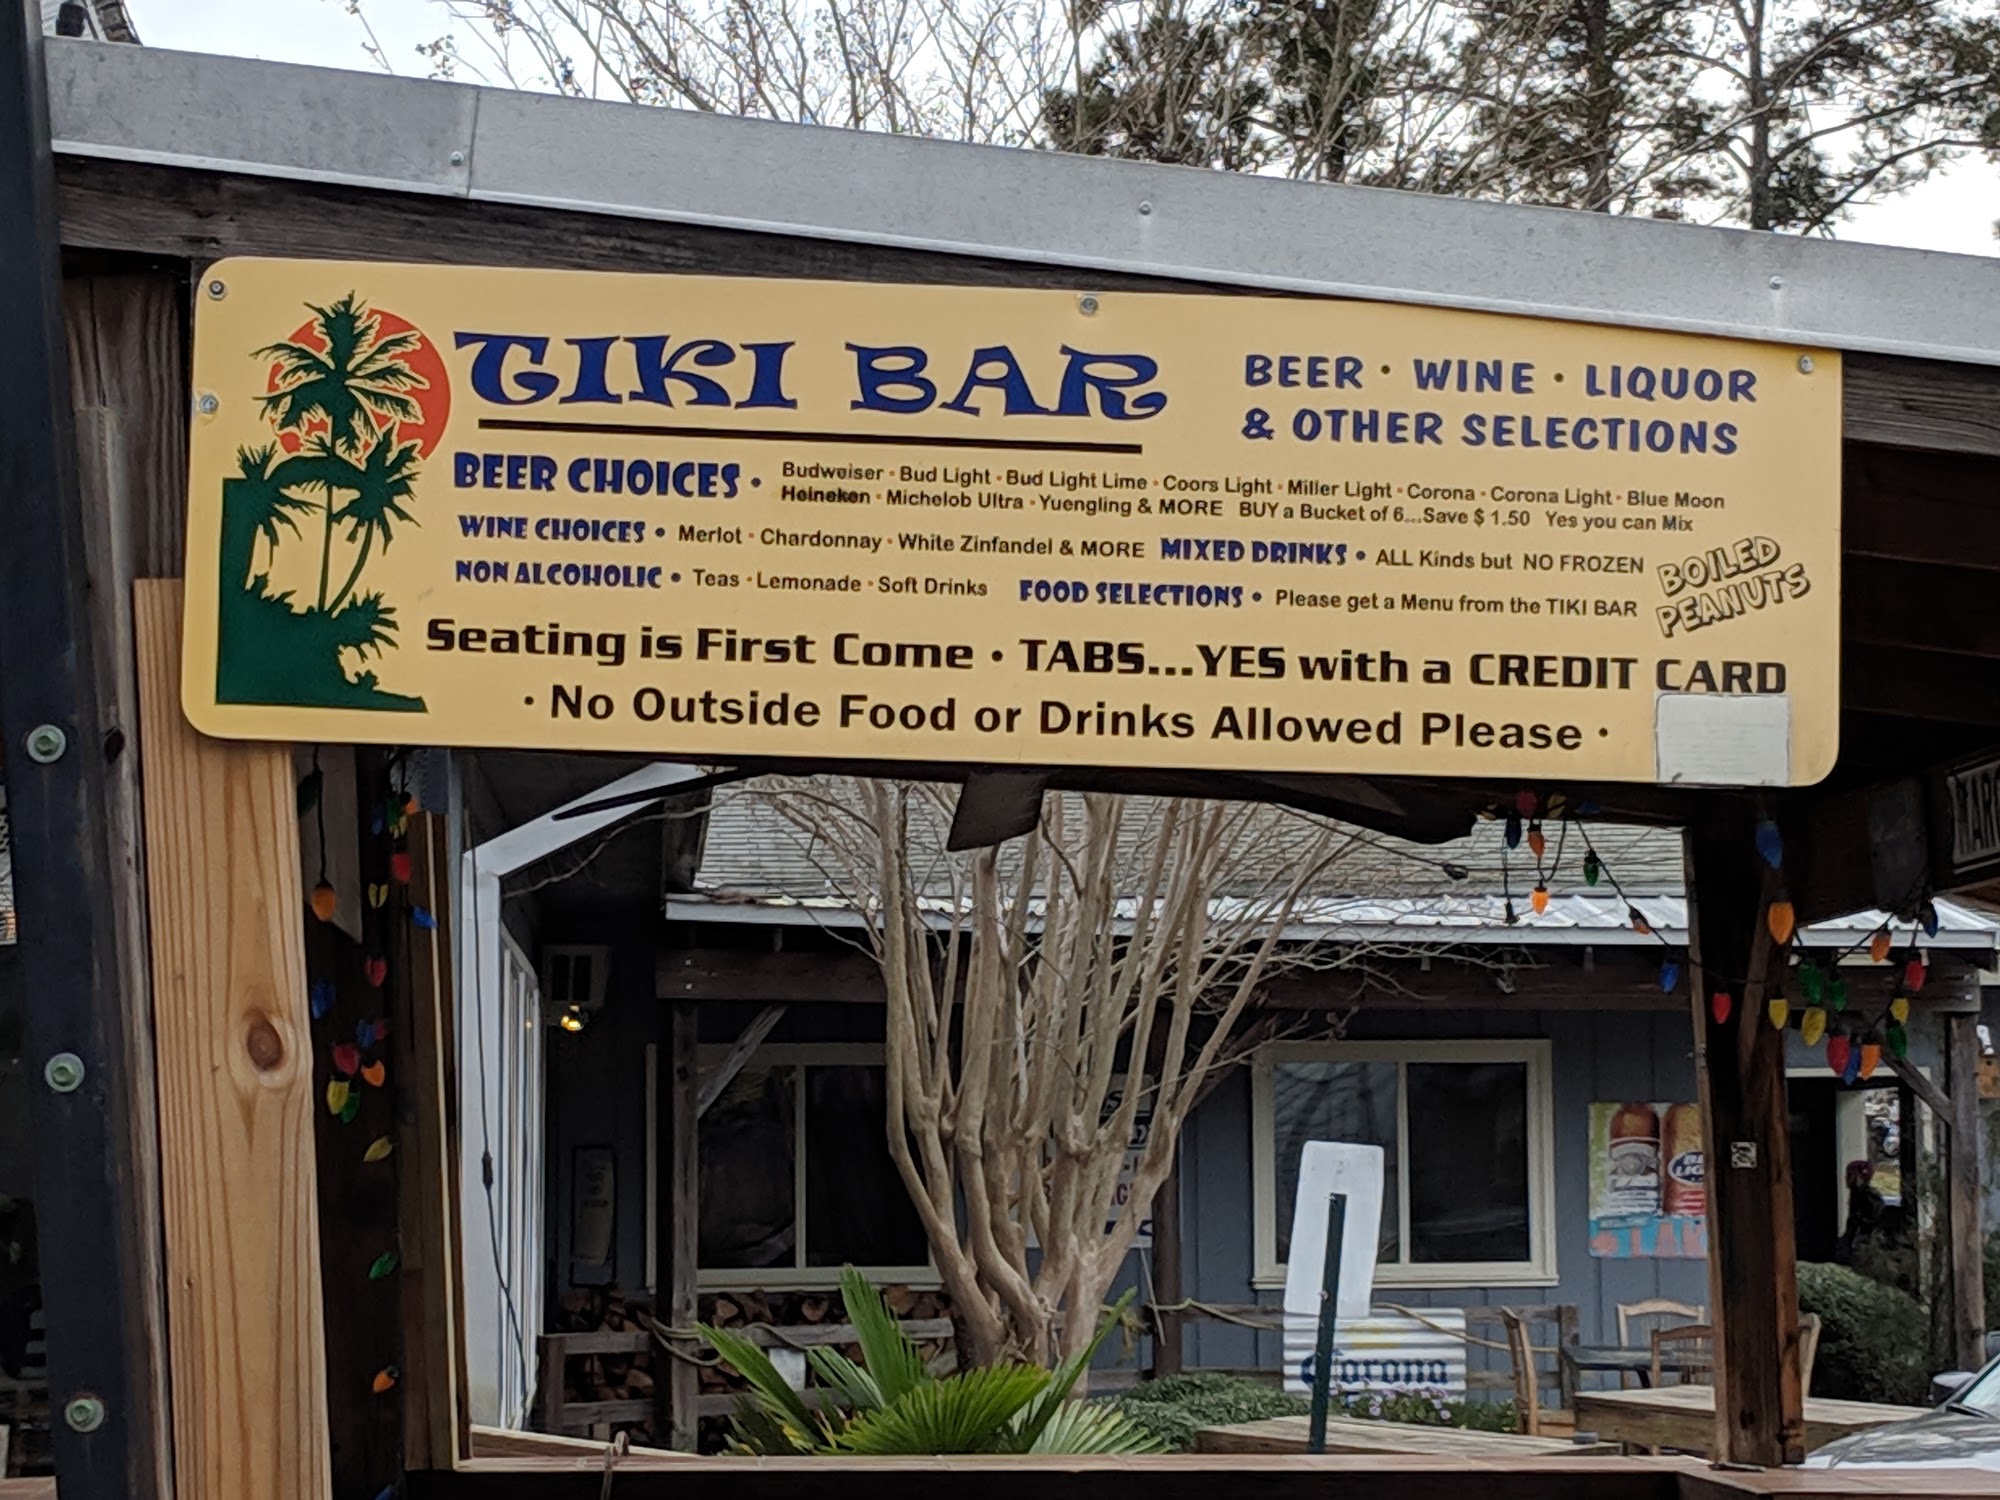 TIKI BAR
BEER • WINE • LIQUOR
& OTHER SELECTIONS
BEER CHOICES • Budweiser • Bud Light • Bud Light Lime • Coors Light • Miller Light • Corona • Corona Light • Blue Moon
Heineken • Michelob Ultra • Yuengling & MORE BUY a Bucket of 6...Save $ 1.50 Yes you can Mix
WINE CHOICES • Merlot • Chardonnay • White Zinfandel & MORE MIXED DRINKS • ALL Kinds but NO FROZEN
NON ALCOHOLIC • Teas • Lemonade • Soft Drinks FOOD SELECTIONS • Please get a Menu from the TIKI BAR
BOILED
PEANUTS
Seating is First Come • TABS...YES with a CREDIT CARD
• No Outside Food or Drinks Allowed Please •
Corona